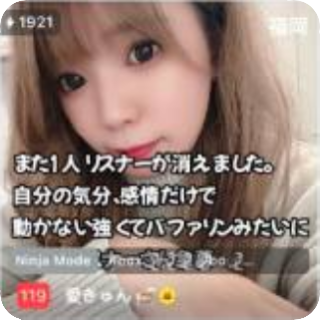 1921
福岡
また1人リスナーが消えました。
自分の気分、感情だけで
動かない強くてバファリンみたいに
Ninja Mode
119 愛きゅん